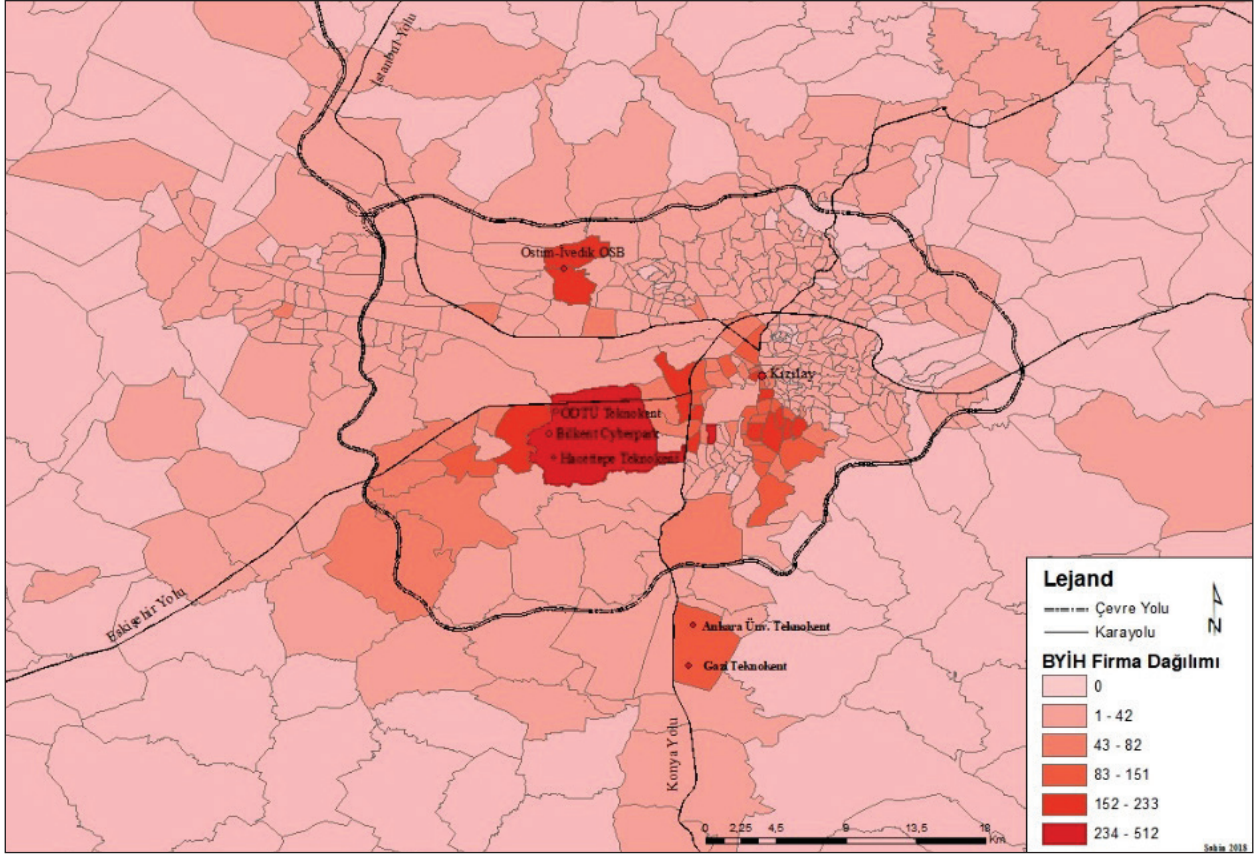 İstanbul Yolu
Ostim-İvedik OSB
Kızılay
ODTÜ Teknokent
Bilkent Cyberpark
Hacettepe Teknokent
Eskişehir Yolu
Ankara Ünv. Teknokent
Gazi Teknokent
Konya Yolu
Lejand
Çevre Yolu
Karayolu
N
BYİH Firma Dağılımı
0
1 - 42
43 - 82
83 - 151
152 - 233
234 - 512
0 2,25 4,5 9 13,5 18
Km
Şahin 2018